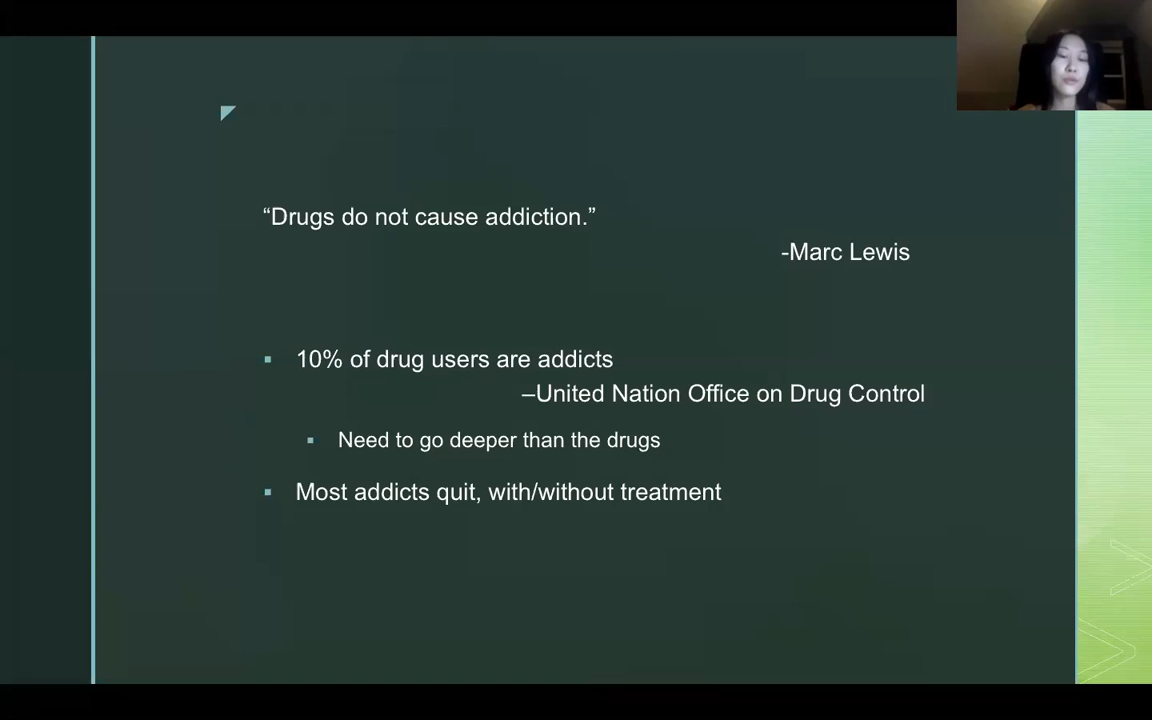 “Drugs do not cause addiction.”
-Marc Lewis
10% of drug users are addicts
–United Nation Office on Drug Control
Need to go deeper than the drugs
Most addicts quit, with/without treatment